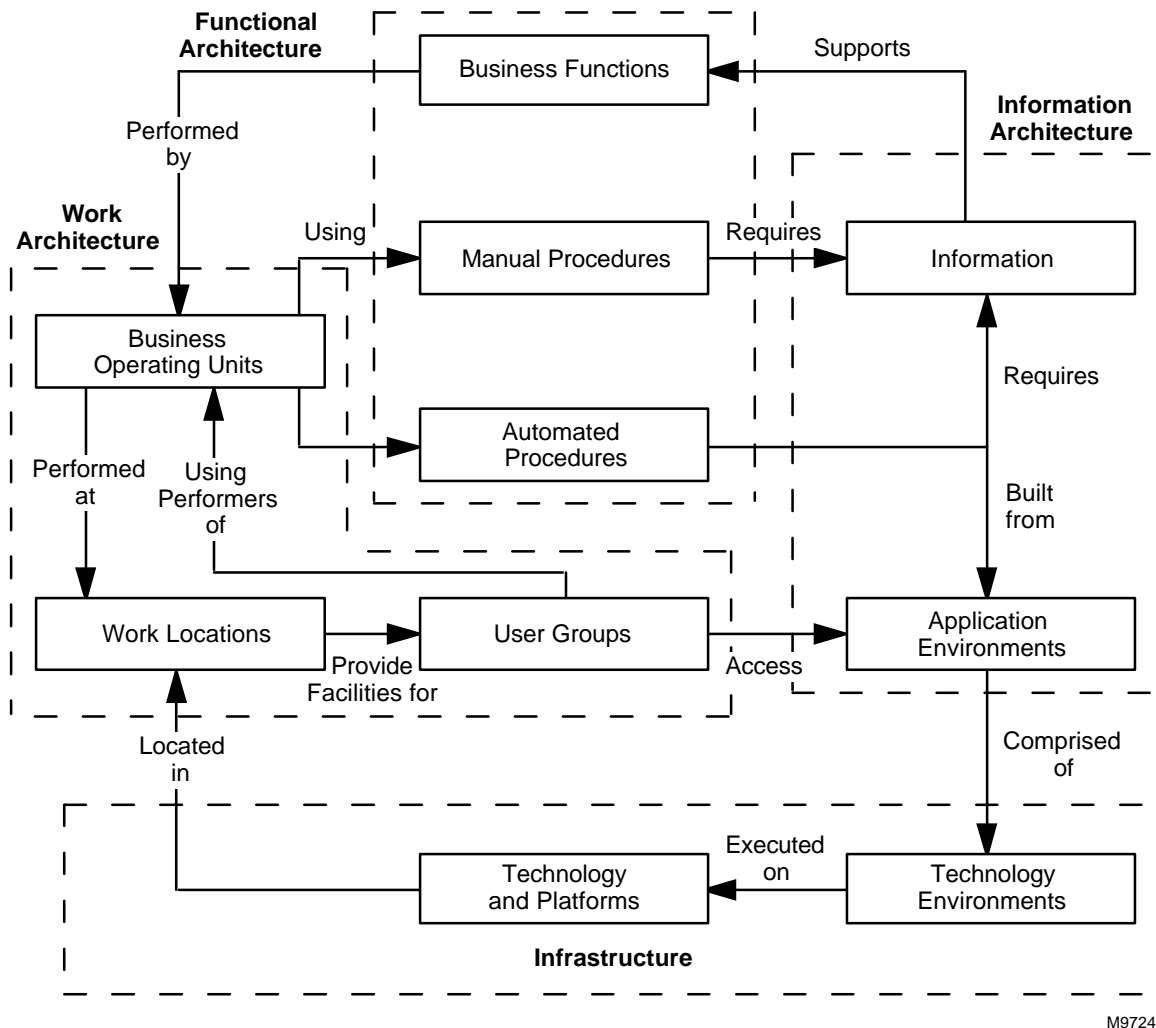 Functional
Architecture
Business Functions
Supports
Information
Architecture
Performed
by
Work
Architecture
Using
Manual Procedures
Requires
Information
Business
Operating Units
Requires
Automated
Procedures
Performed
at
Using
Performers
of
Built
from
Work Locations
User Groups
Application
Environments
Provide
Facilities for
Access
Located
in
Comprised
of
Executed
on
Technology
and Platforms
Technology
Environments
Infrastructure
M9724